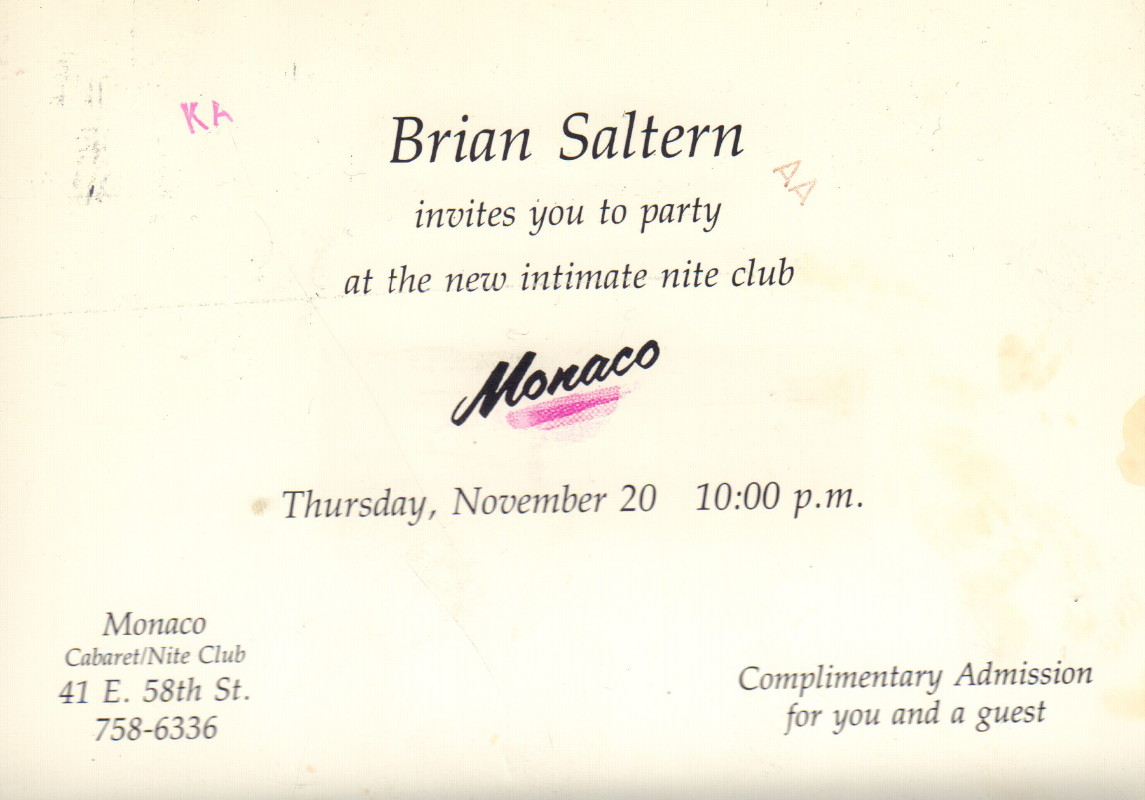 KA
Brian Saltern
AA
invites you to party
at the new intimate nite club
Monaco
Thursday, November 20 10:00 p.m.
Monaco
Cabaret/Nite Club
41 E. 58th St.
758-6336
Complimentary Admission
for you and a guest